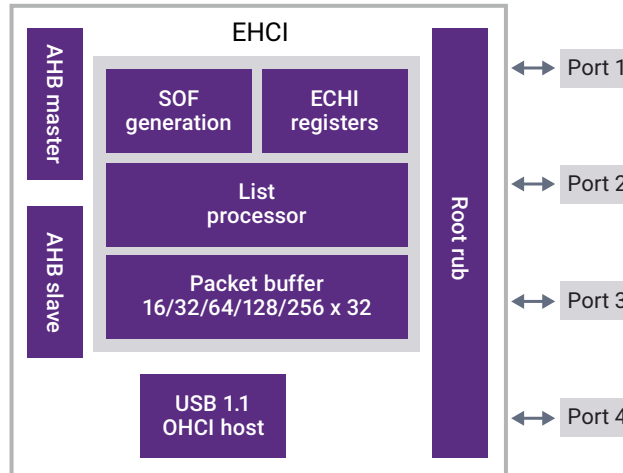 EHCI
AHB master
AHB slave
SOF
generation
ECHI
registers
List
processor
Packet buffer
16/32/64/128/256 x 32
USB 1.1
OHCI host
Root rub
Port 1
Port 2
Port 3
Port 4